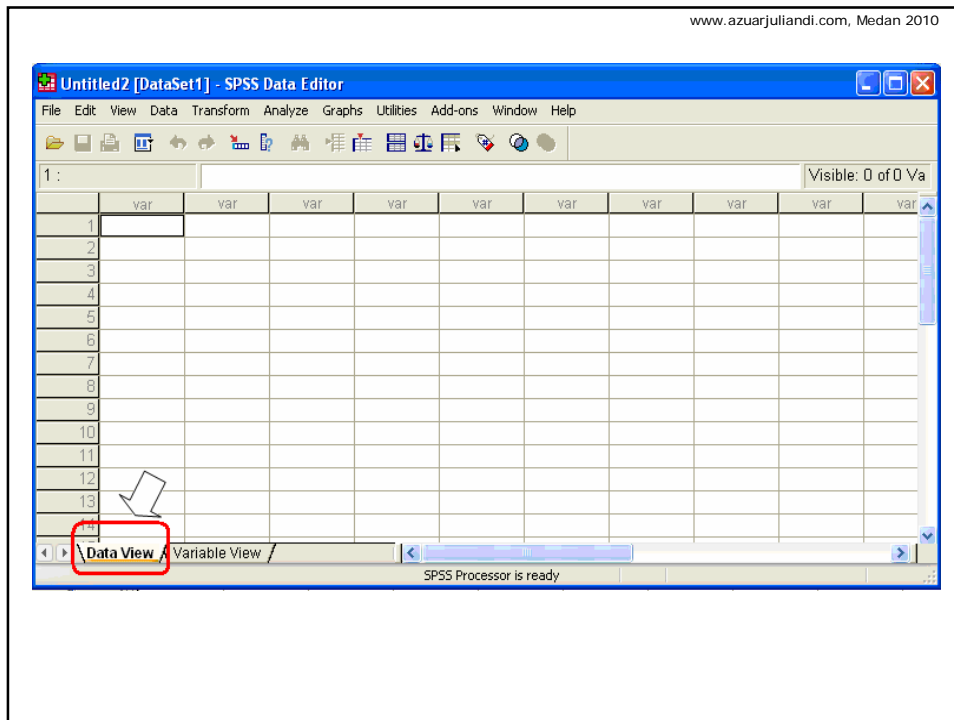 www.azuarjuliandi.com, Medan 2010
Untitled2 [DataSet1] - SPSS Data Editor
File Edit View Data Transform Analyze Graphs Utilities Add-ons Window Help
1 : Visible: 0 of 0 Va
var var var var var var var var var var
1
2
3
4
5
6
7
8
9
10
11
12
13
14
Data View Variable View
SPSS Processor is ready